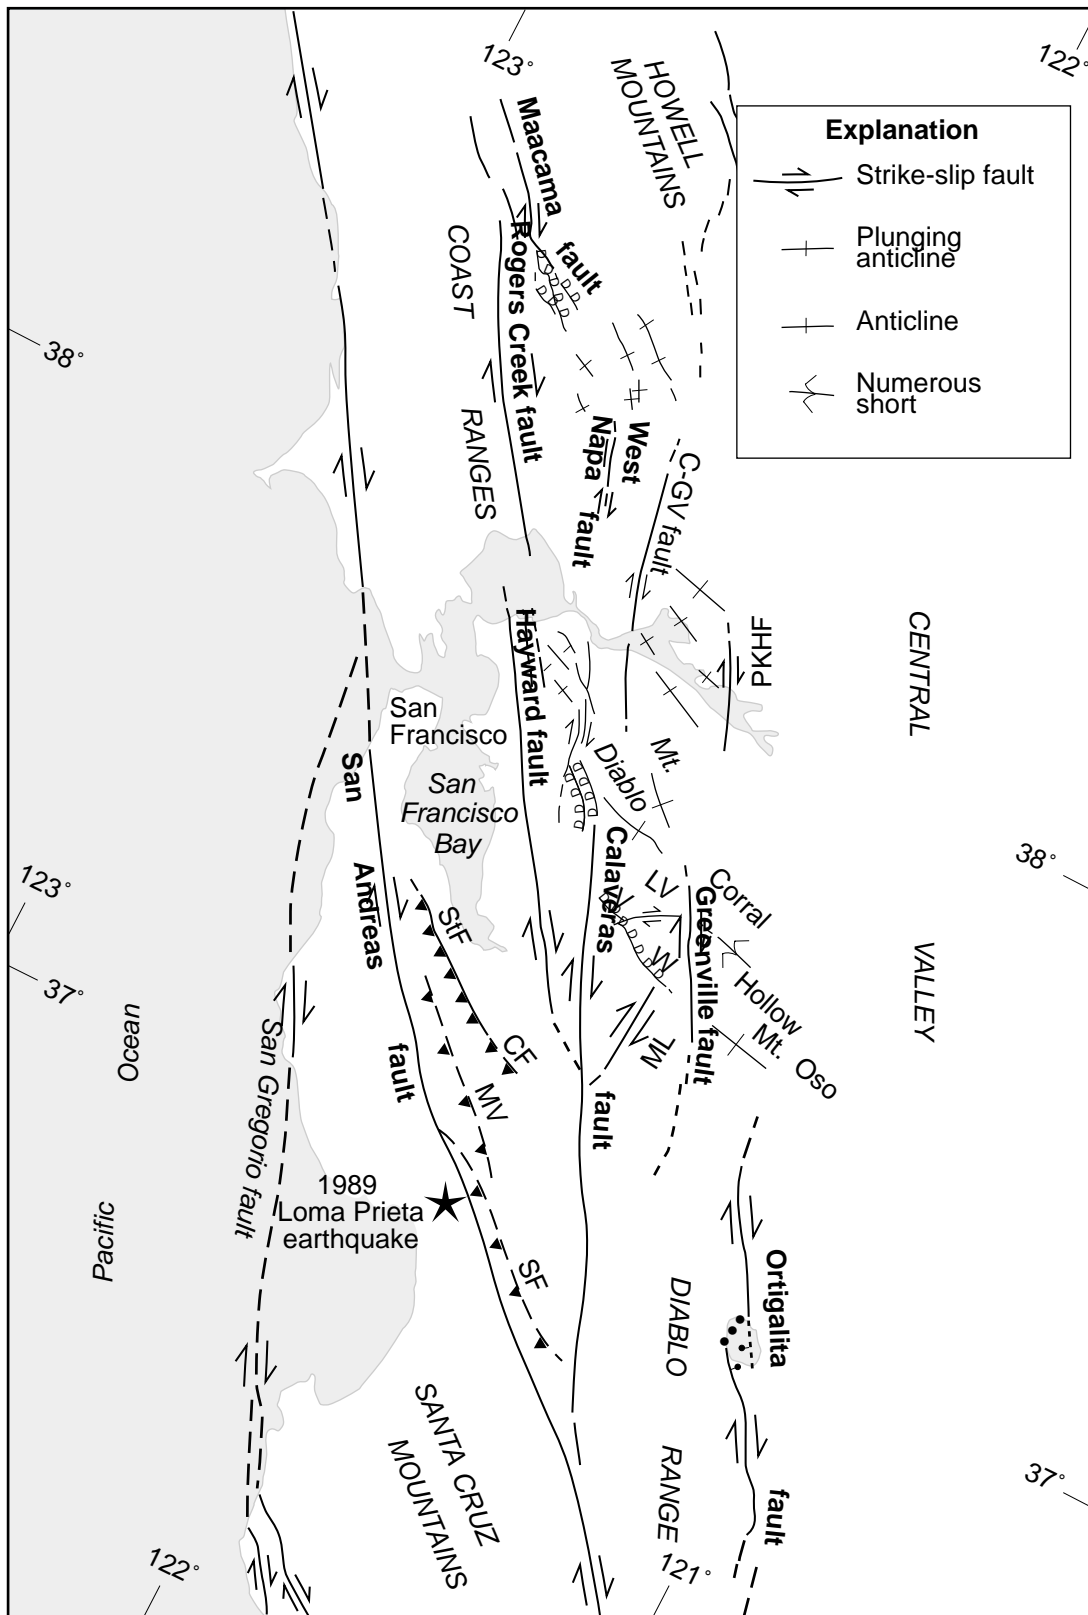 123°
122°
HOWELL
MOUNTAINS
Explanation
Strike-slip fault
Plunging
anticline
Anticline
Numerous
short
Maacama
fault
Rogers Creek fault
COAST
RANGES
38°
West
Napa
fault
C-GV fault
PKHF
CENTRAL
VALLEY
Hayward fault
San
Francisco
San
Francisco
Bay
Mt.
Diablo
San
Andreas
fault
Calaveras
fault
LV
V
W
Greenville fault
Corral
Hollow
38°
123°
37°
StF
CF
MV
ML
Mt.
Oso
Ocean
Pacific
San Gregorio fault
1989
Loma Prieta
earthquake
SF
DIABLO
RANGE
Ortigalita
fault
SANTA CRUZ
MOUNTAINS
37°
122°
121°